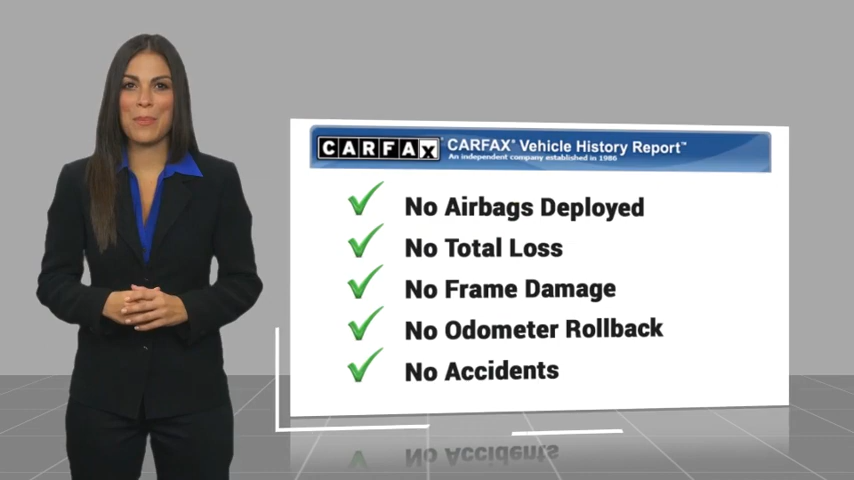 CARFAX CARFAX® Vehicle History Report™
An independent company established in 1986
No Airbags Deployed
No Total Loss
No Frame Damage
No Odometer Rollback
No Accidents
No Accidents